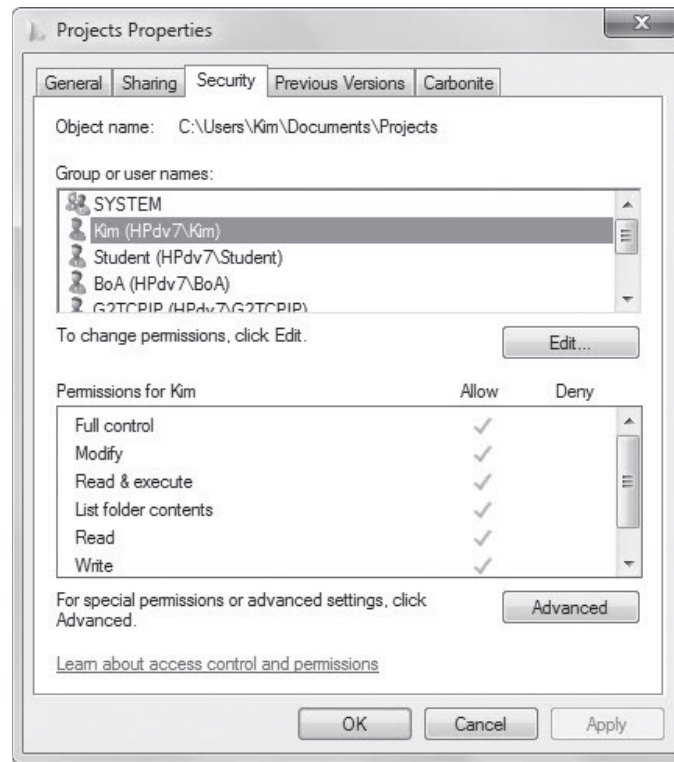 Projects Properties
General Sharing Security Previous Versions Carbonite
Object name: C:\Users\Kim\Documents\Projects
Group or user names:
SYSTEM
Kim (HPdv7\Kim)
Student (HPdv7\Student)
BoA (HPdv7\BoA)
G2TCPIP (HPdv7\G2TCPIP)
To change permissions, click Edit.
Edit...
Permissions for Kim Allow Deny
Full control
Modify
Read & execute
List folder contents
Read
Write
For special permissions or advanced settings, click
Advanced.
Advanced
Learn about access control and permissions
OK Cancel Apply